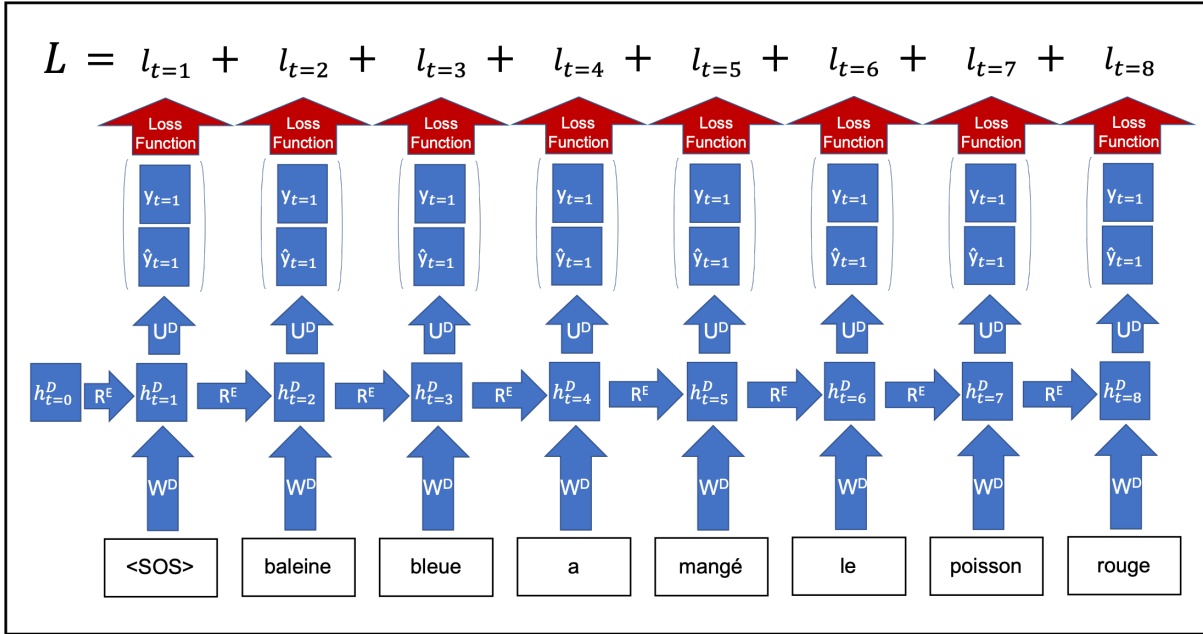 L = l_{t=1} + l_{t=2} + l_{t=3} + l_{t=4} + l_{t=5} + l_{t=6} + l_{t=7} + l_{t=8}
Loss Loss Loss Loss Loss Loss Loss Loss
Function Function Function Function Function Function Function Function
y_{t=1} y_{t=1} y_{t=1} y_{t=1} y_{t=1} y_{t=1} y_{t=1} y_{t=1}
ŷ_{t=1} ŷ_{t=1} ŷ_{t=1} ŷ_{t=1} ŷ_{t=1} ŷ_{t=1} ŷ_{t=1} ŷ_{t=1}
U^D U^D U^D U^D U^D U^D U^D U^D
h^D_{t=0} R^E h^D_{t=1} R^E h^D_{t=2} R^E h^D_{t=3} R^E h^D_{t=4} R^E h^D_{t=5} R^E h^D_{t=6} R^E h^D_{t=7} R^E h^D_{t=8}
W^D W^D W^D W^D W^D W^D W^D W^D
<SOS> baleine bleue a mangé le poisson rouge